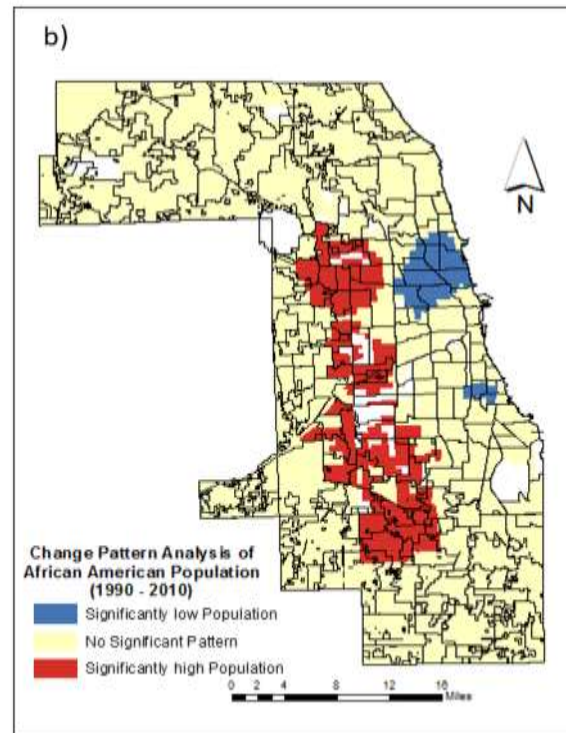 b)
N
Change Pattern Analysis of
African American Population
(1990 - 2010)
Significantly low Population
No Significant Pattern
Significantly high Population
0 2 4 8 12 16
Miles